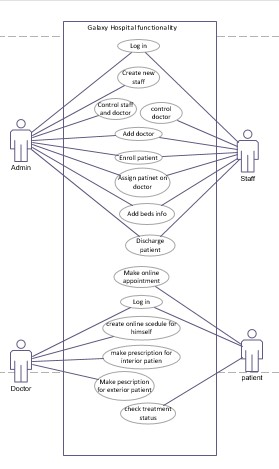 Galaxy Hospital functionality
Log in
Create new
staff
Control staff
and doctor
control
doctor
Add doctor
Enroll patient
Assign patinet on
doctor
Add beds info
Discharge
patient
Admin
Staff
Make online
appointment
Log in
create online scedule for
himself
make prescription for
interior patien
Make pescription
for exterior patient
check treatment
status
Doctor
patient